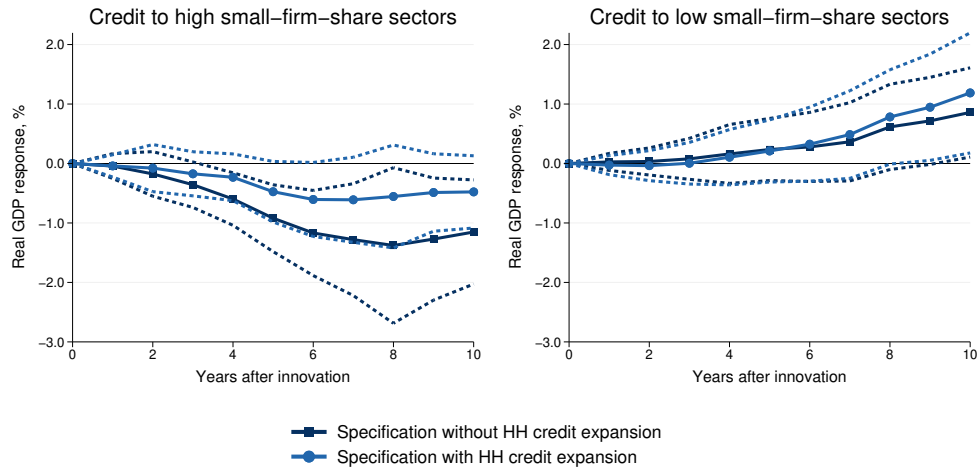 Credit to high small−firm−share sectors
Real GDP response, %
2.0
1.0
0.0
−1.0
−2.0
−3.0
0 2 4 6 8 10
Years after innovation
Credit to low small−firm−share sectors
Real GDP response, %
2.0
1.0
0.0
−1.0
−2.0
−3.0
0 2 4 6 8 10
Years after innovation
Specification without HH credit expansion
Specification with HH credit expansion